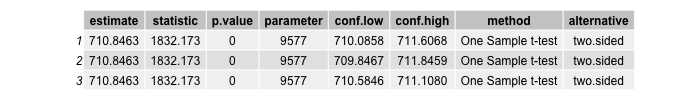 estimate statistic p.value parameter conf.low conf.high method alternative
1 710.8463 1832.173 0 9577 710.0858 711.6068 One Sample t-test two.sided
2 710.8463 1832.173 0 9577 709.8467 711.8459 One Sample t-test two.sided
3 710.8463 1832.173 0 9577 710.5846 711.1080 One Sample t-test two.sided